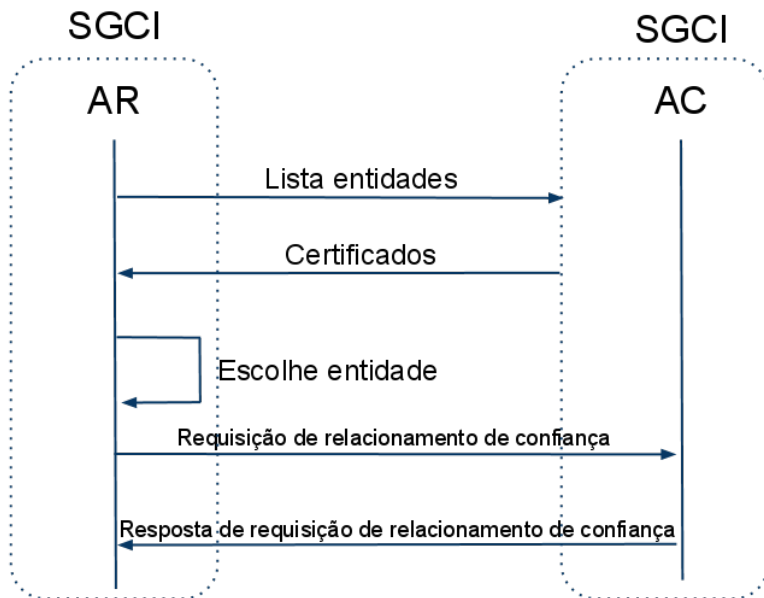 SGCI
SGCI
AR
AC
Lista entidades
Certificados
Escolhe entidade
Requisição de relacionamento de confiança
Resposta de requisição de relacionamento de confiança